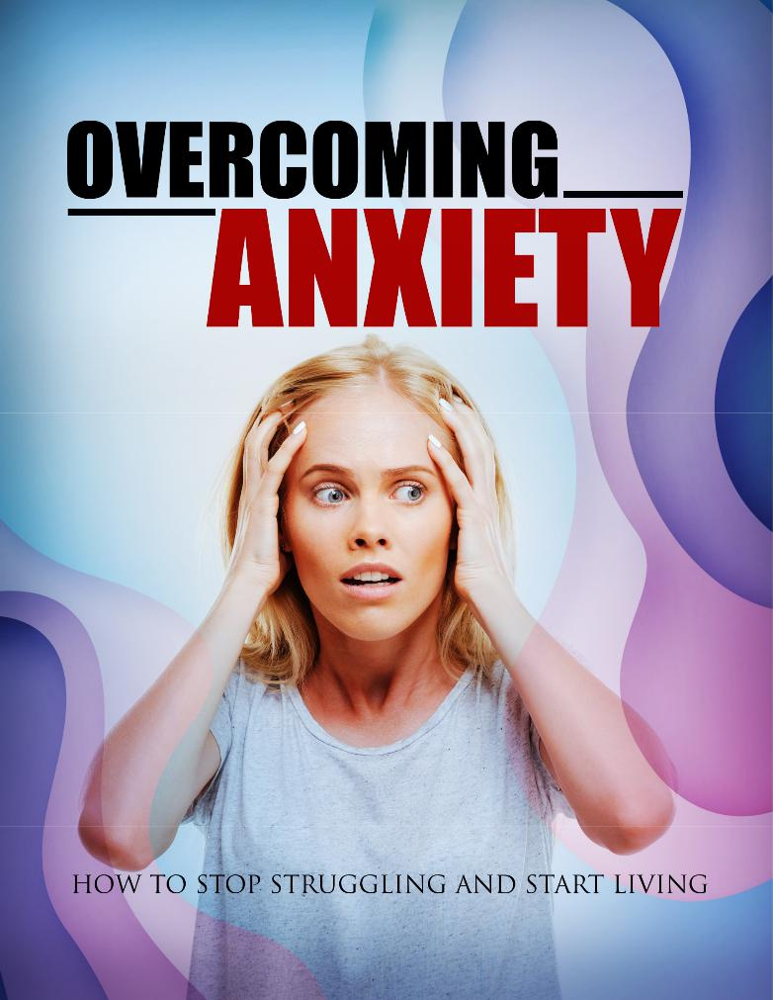 OVERCOMING
ANXIETY
HOW TO STOP STRUGGLING AND START LIVING